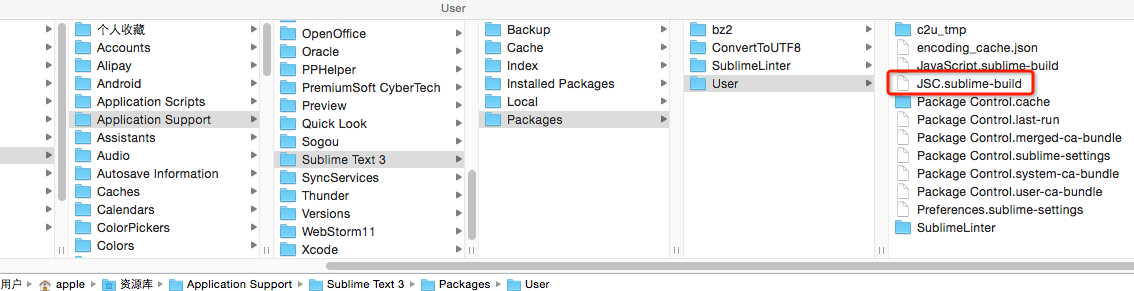 User
个人收藏
Accounts
Alipay
Android
Application Scripts
Application Support
Assistants
Audio
Autosave Information
Caches
Calendars
ColorPickers
Colors
OpenOffice
Oracle
PPHelper
PremiumSoft CyberTech
Preview
Quick Look
Sogou
Sublime Text 3
SyncServices
Thunder
Versions
WebStorm11
Xcode
Backup
Cache
Index
Installed Packages
Local
Packages
bz2
ConvertToUTF8
SublimeLinter
User
c2u_tmp
encoding_cache.json
JavaScript.sublime-build
JSC.sublime-build
Package Control.cache
Package Control.last-run
Package Control.merged-ca-bundle
Package Control.sublime-settings
Package Control.system-ca-bundle
Package Control.user-ca-bundle
Preferences.sublime-settings
SublimeLinter
用户 apple 资源库 Application Support Sublime Text 3 Packages User